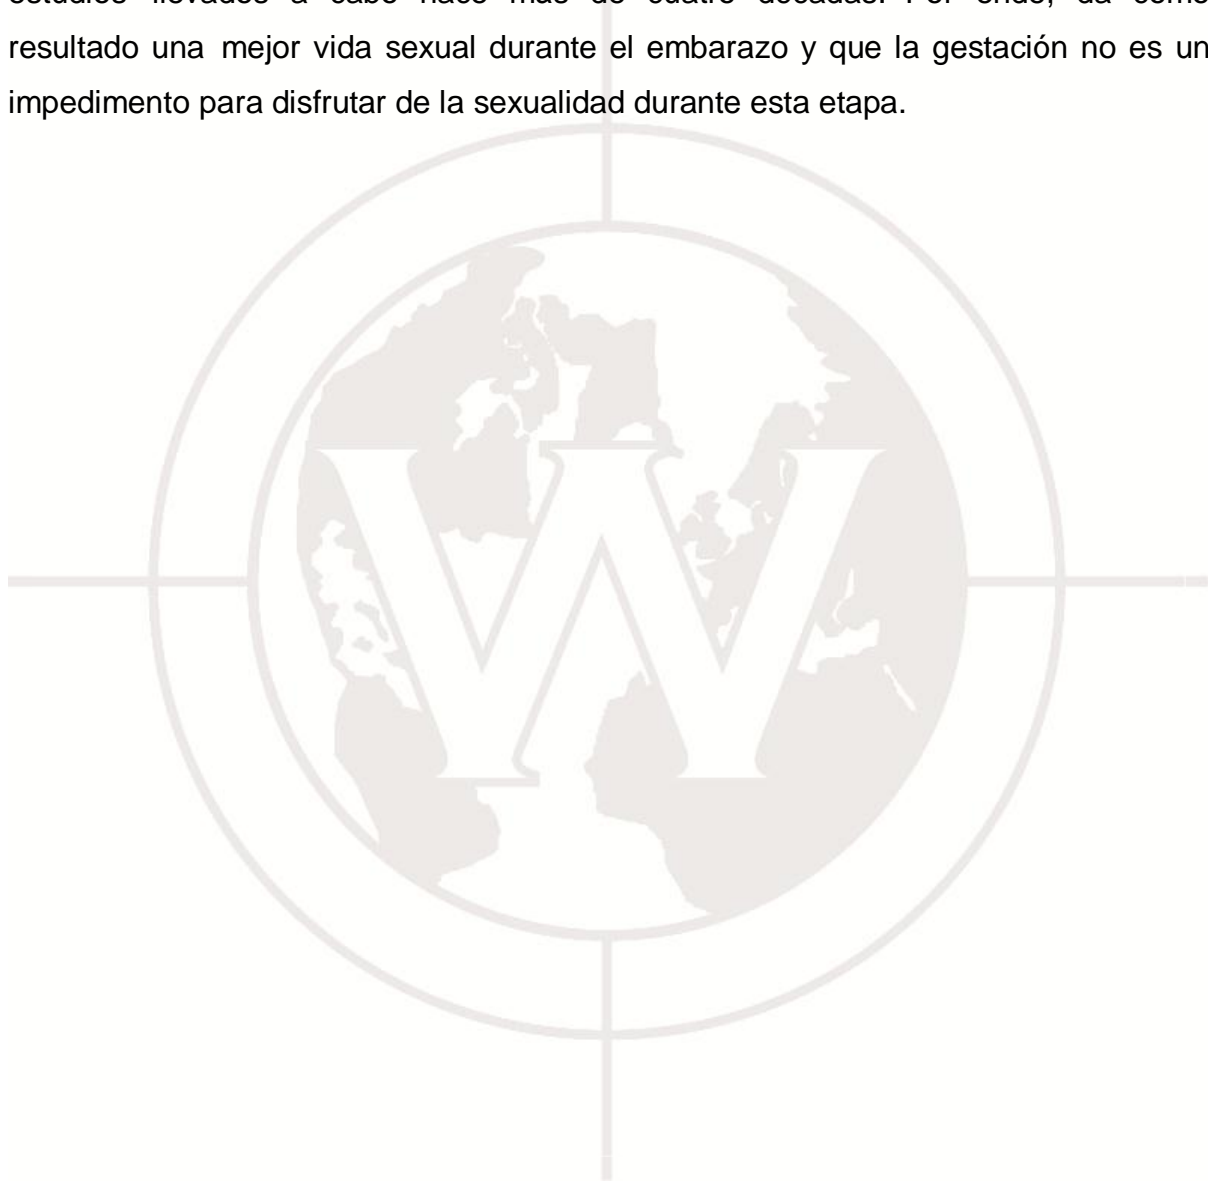 estudios llevados a cabo hace más de cuatro décadas. Por ende, da como
resultado una mejor vida sexual durante el embarazo y que la gestación no es un
impedimento para disfrutar de la sexualidad durante esta etapa.
W